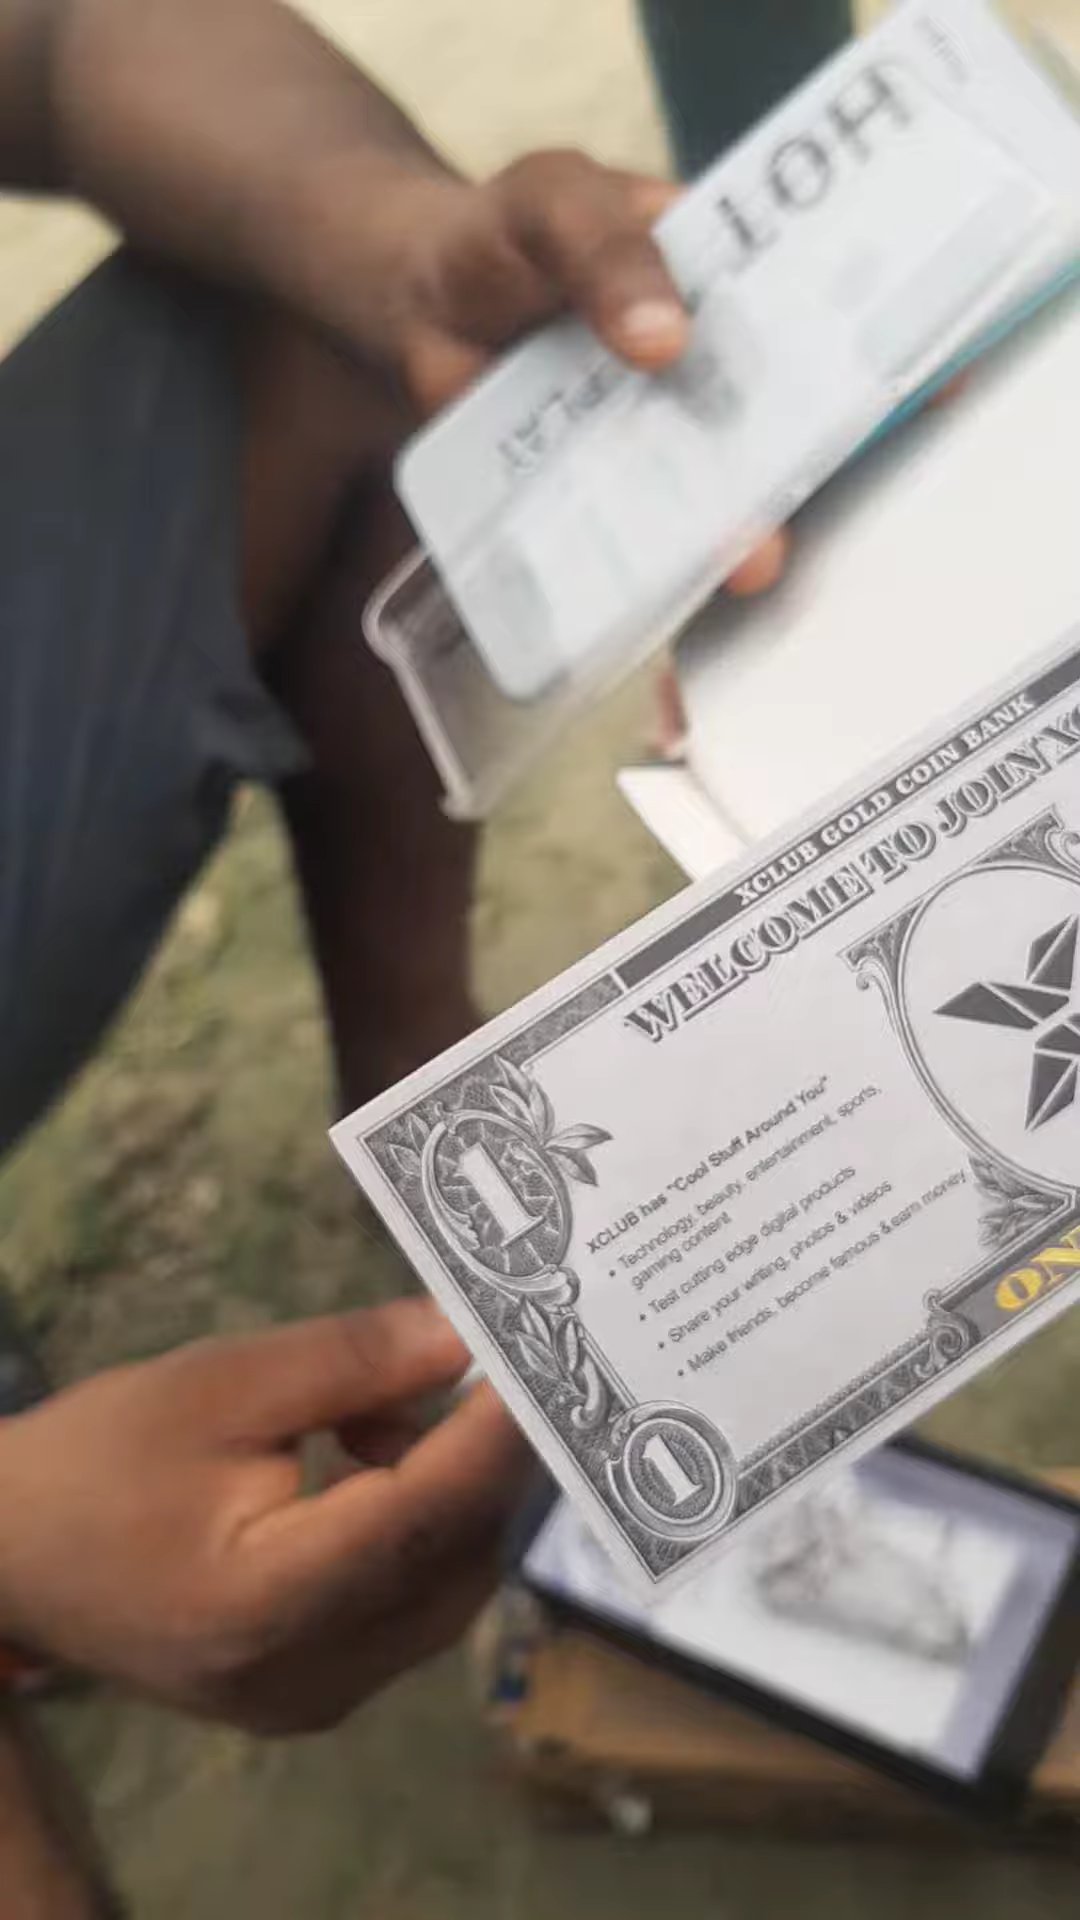 HOT
XCLUB GOLD COIN BANK
WELCOME TO JOIN
1
XCLUB has "Cool Stuff Around You"
• Technology, beauty, entertainment, sports,
gaming content
• Test cutting edge digital products
• Share your writing, photos & videos
• Make friends, become famous & earn money
1